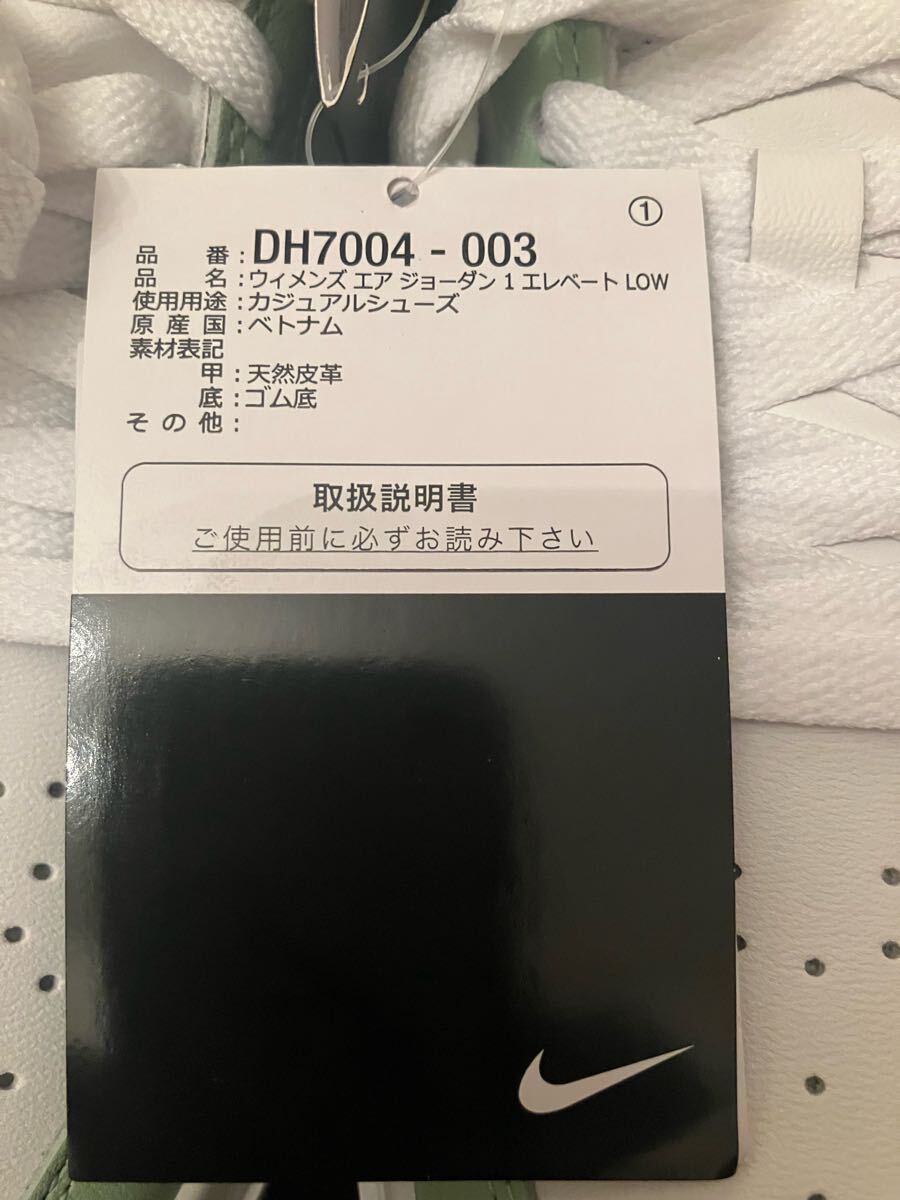 ①
品番:DH7004 - 003
品名:ウィメンズ エア ジョーダン 1 エレベート LOW
使用用途:カジュアルシューズ
原産国:ベトナム
素材表記
甲:天然皮革
底:ゴム底
その他:
取扱説明書
ご使用前に必ずお読み下さい